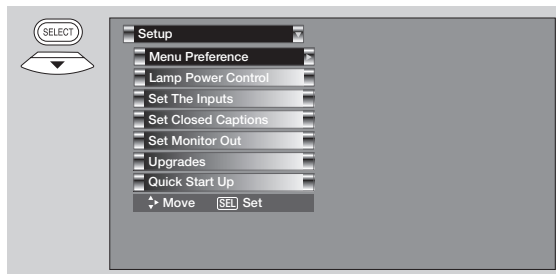 SELECT
Setup
Menu Preference
Lamp Power Control
Set The Inputs
Set Closed Captions
Set Monitor Out
Upgrades
Quick Start Up
Move SEL Set